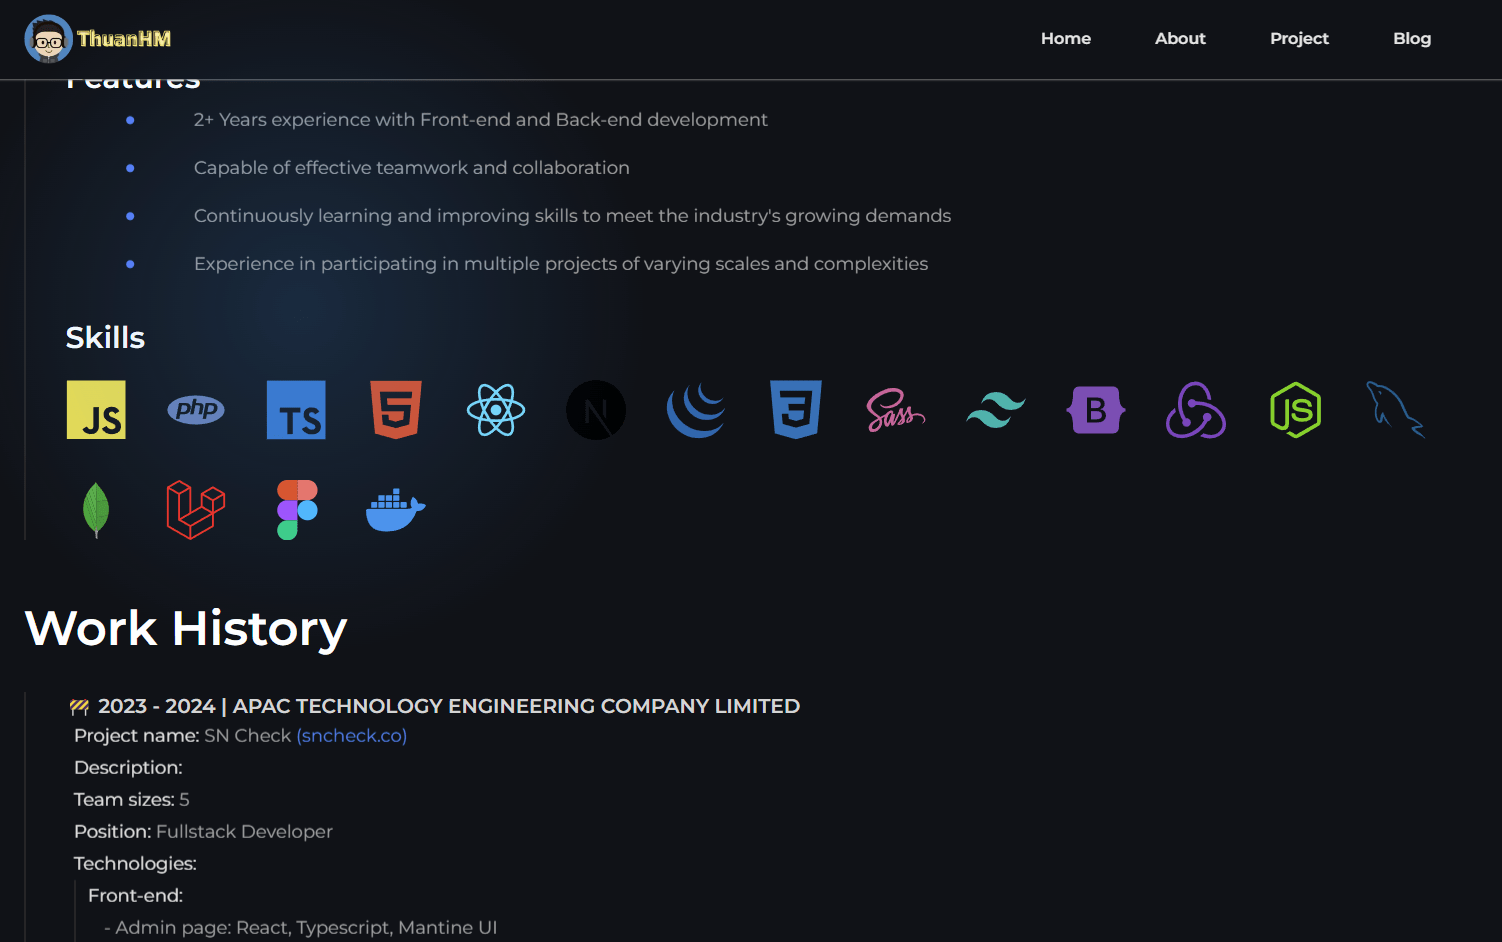 ThuanHM
Home About Project Blog
Features
2+ Years experience with Front-end and Back-end development
Capable of effective teamwork and collaboration
Continuously learning and improving skills to meet the industry's growing demands
Experience in participating in multiple projects of varying scales and complexities
Skills
JS php TS 5 N 3 Sass B JS
Work History
🚧 2023 - 2024 | APAC TECHNOLOGY ENGINEERING COMPANY LIMITED
Project name: SN Check (sncheck.co)
Description:
Team sizes: 5
Position: Fullstack Developer
Technologies:
Front-end:
- Admin page: React, Typescript, Mantine UI